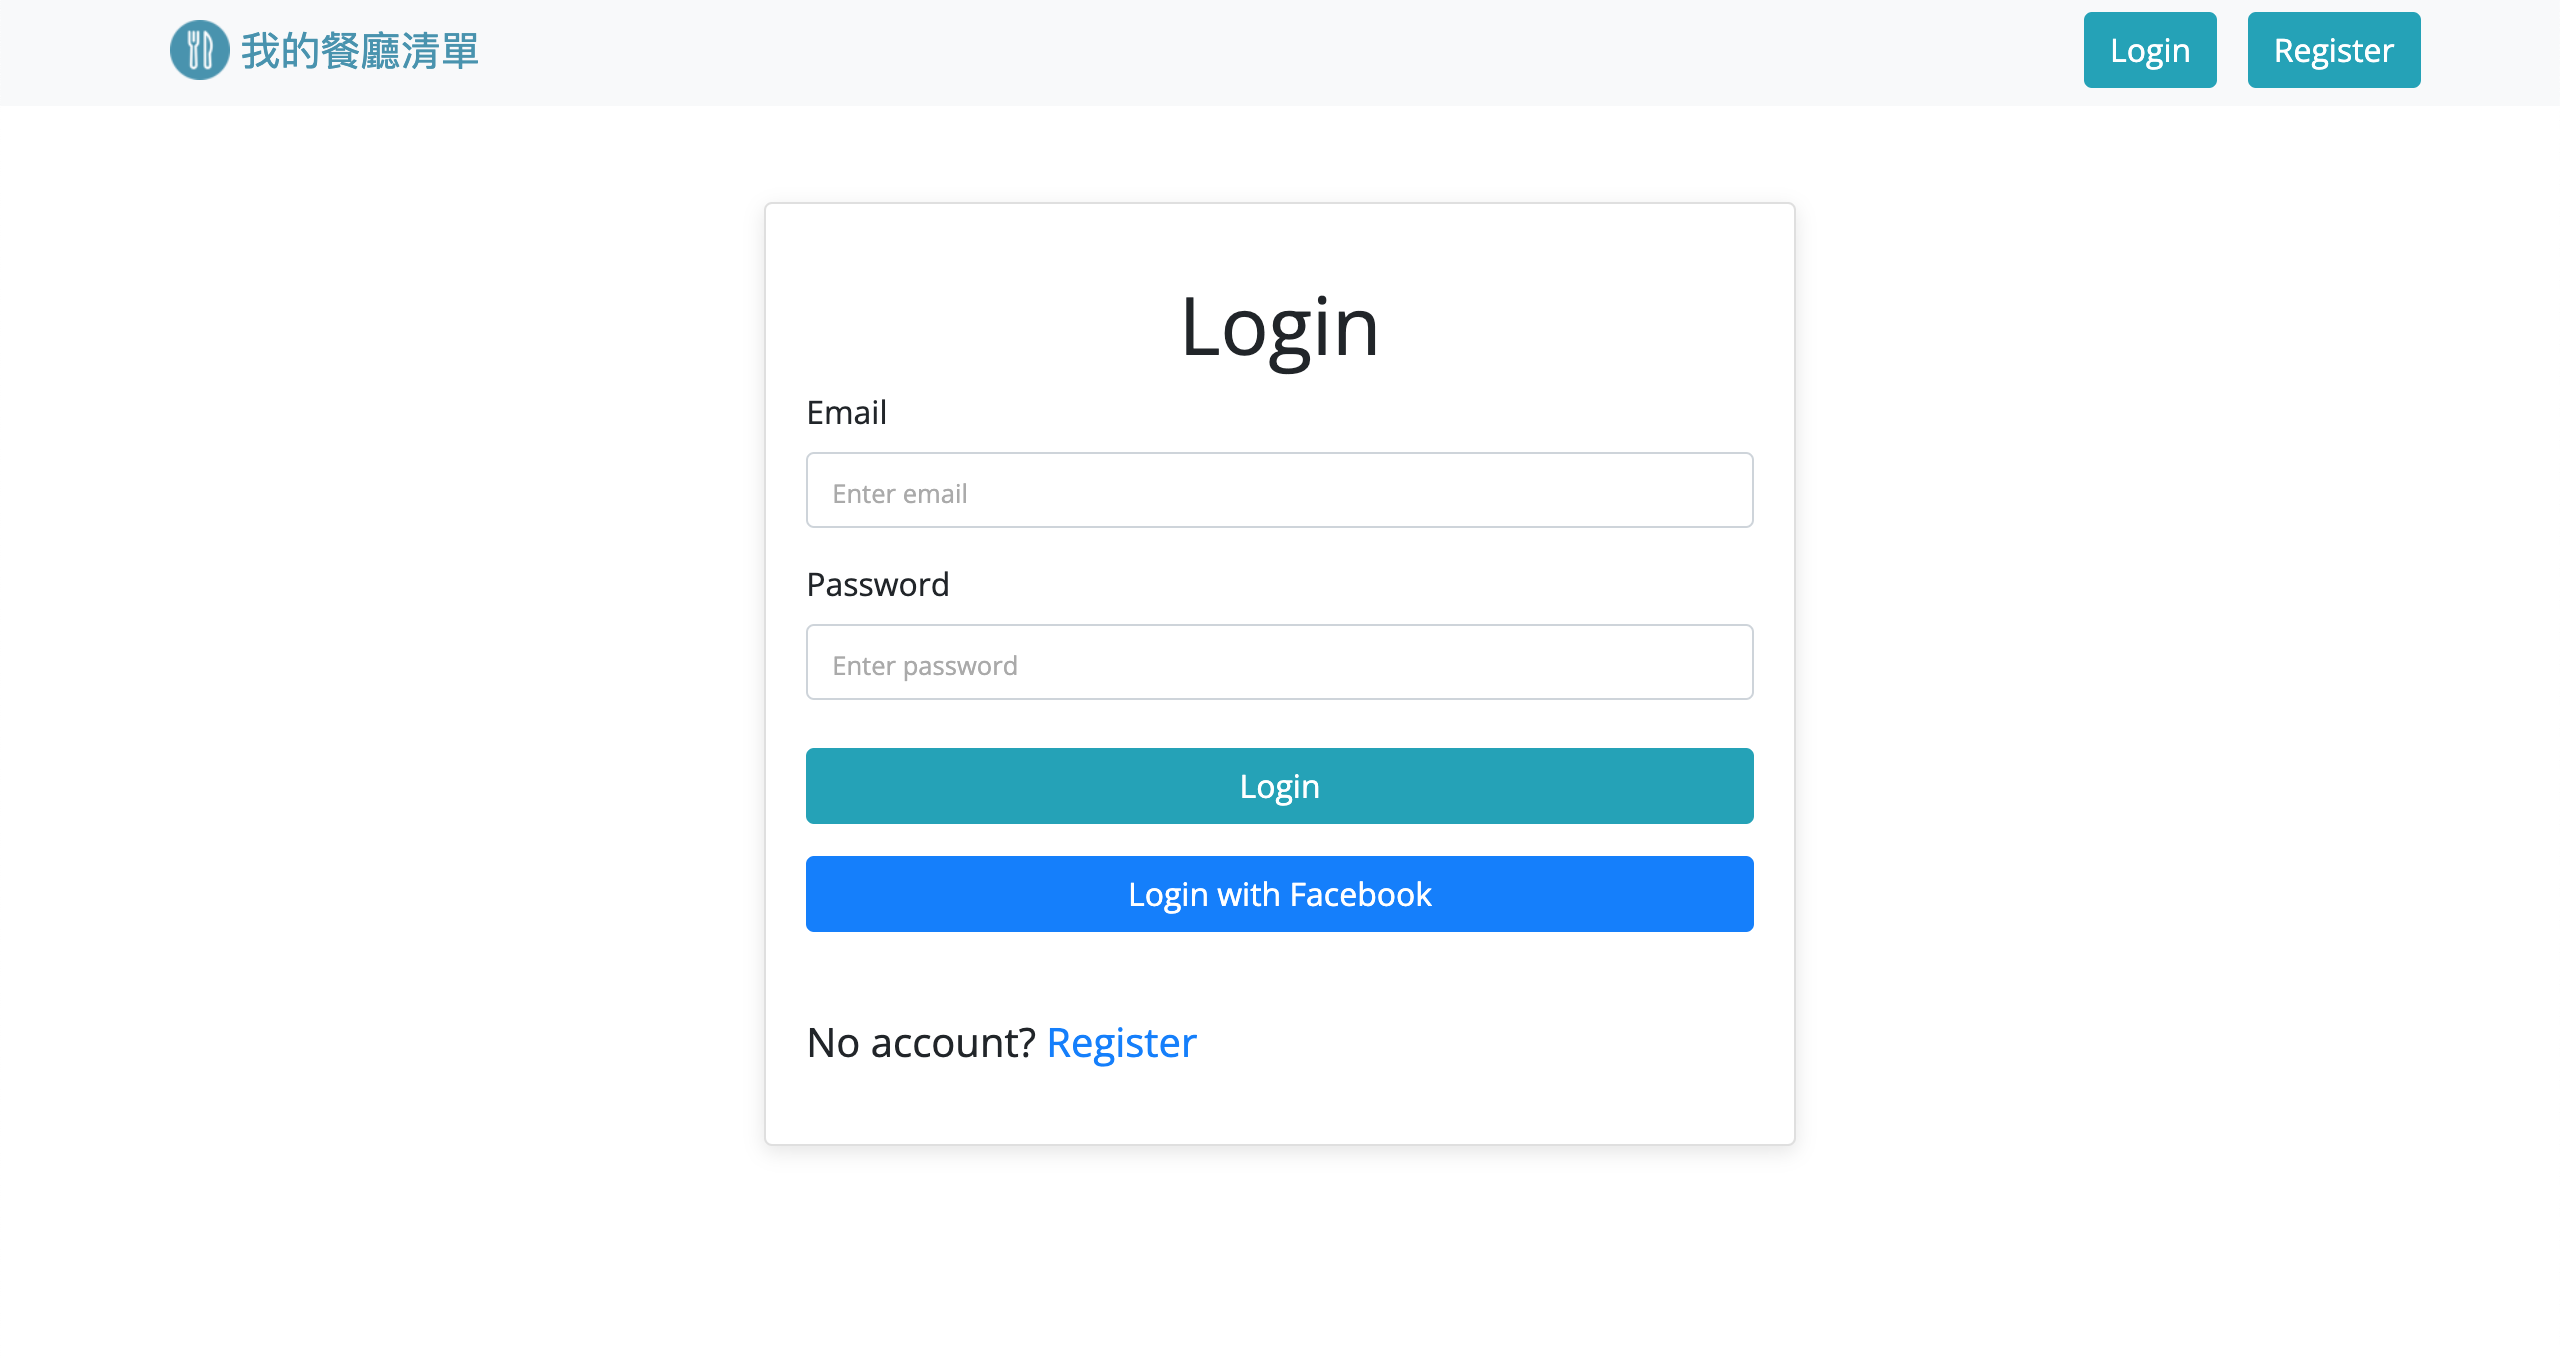 我的餐廳清單
Login
Register
Login
Email
Enter email
Password
Enter password
Login
Login with Facebook
No account? Register